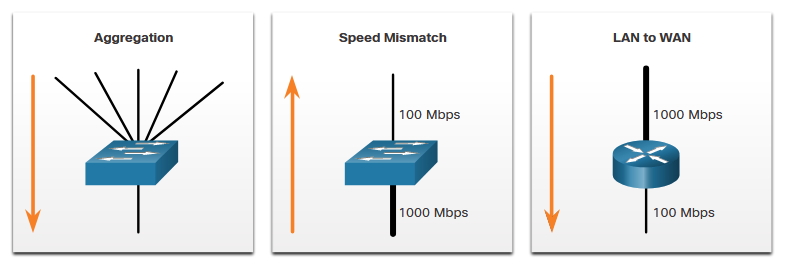 Aggregation
Speed Mismatch
100 Mbps
1000 Mbps
LAN to WAN
1000 Mbps
100 Mbps